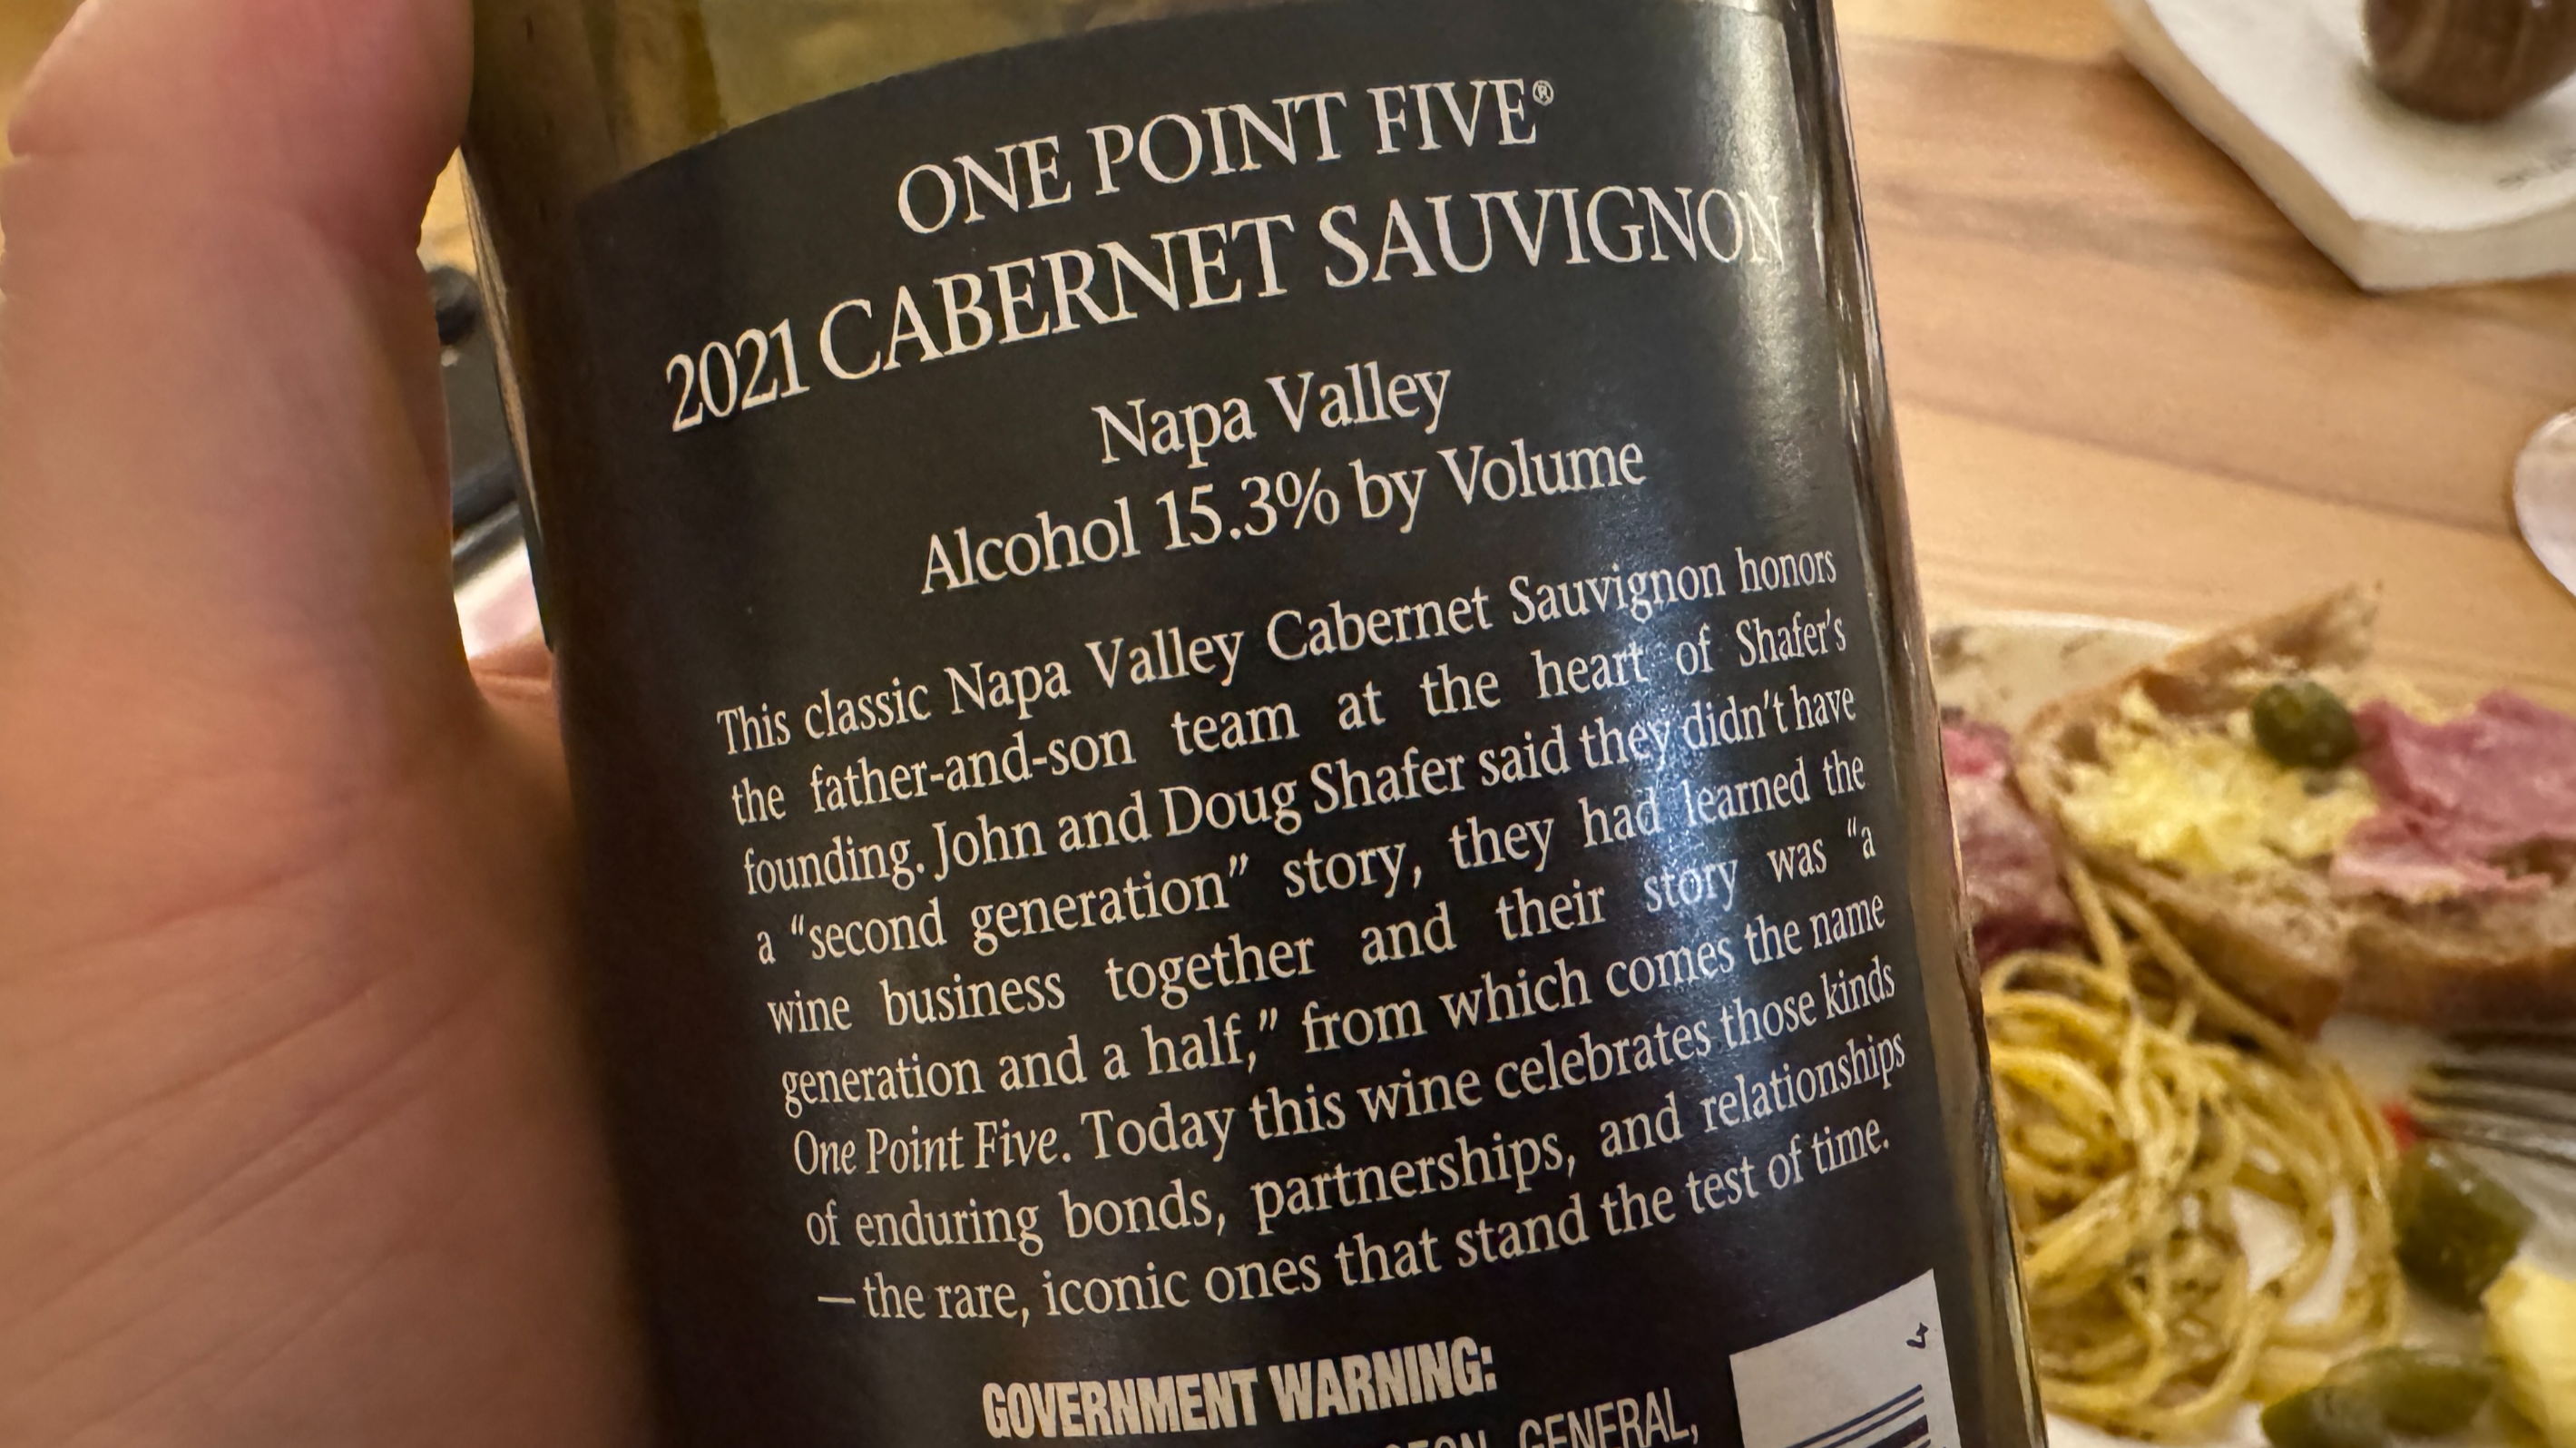 ONE POINT FIVE®
2021 CABERNET SAUVIGNON
Napa Valley
Alcohol 15.3% by Volume
This classic Napa Valley Cabernet Sauvignon honors
the father-and-son team at the heart of Shafer's
founding. John and Doug Shafer said they didn't have
a “second generation” story, they had learned the
wine business together and their story was “a
generation and a half,” from which comes the name
One Point Five. Today this wine celebrates those kinds
of enduring bonds, partnerships, and relationships
—the rare, iconic ones that stand the test of time.
GOVERNMENT WARNING:
GENERAL,
4